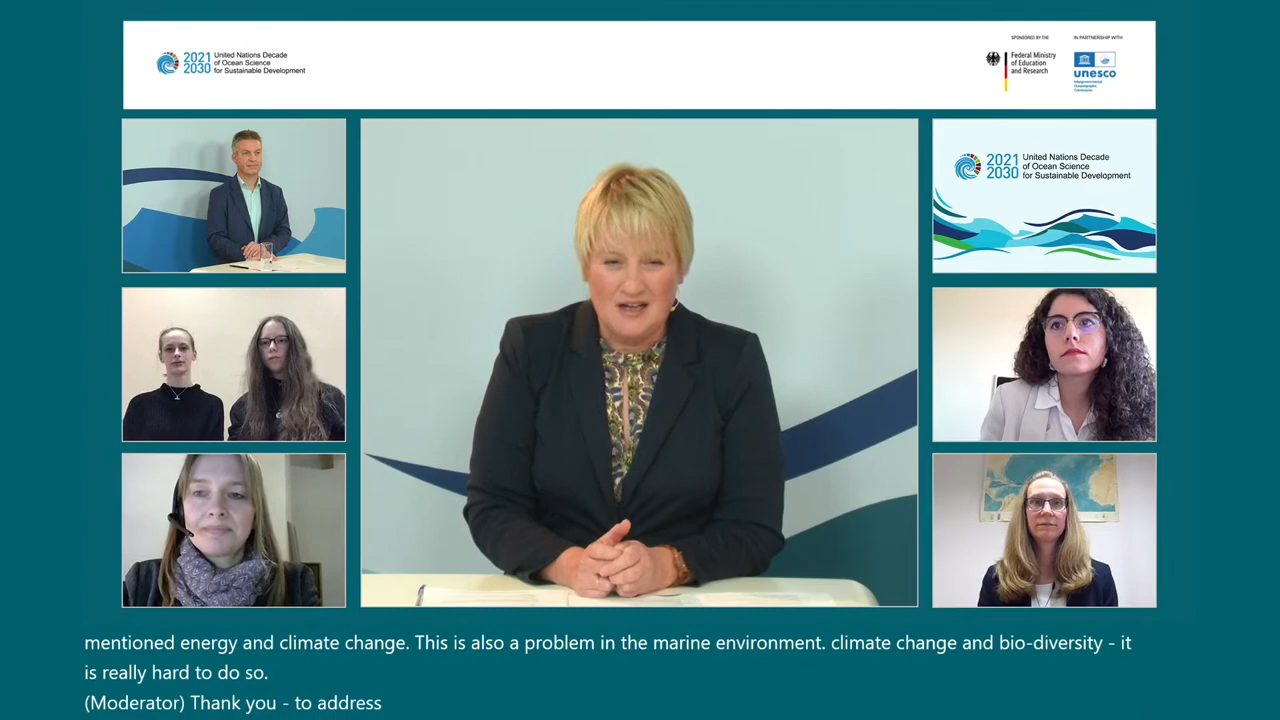 2021
2030
United Nations Decade
of Ocean Science
for Sustainable Development
SPONSORED BY THE
Federal Ministry
of Education
and Research
IN PARTNERSHIP WITH
unesco
Intergovernmental
Oceanographic
Commission
2021
2030
United Nations Decade
of Ocean Science
for Sustainable Development
mentioned energy and climate change. This is also a problem in the marine environment. climate change and bio-diversity - it
is really hard to do so.
(Moderator) Thank you - to address